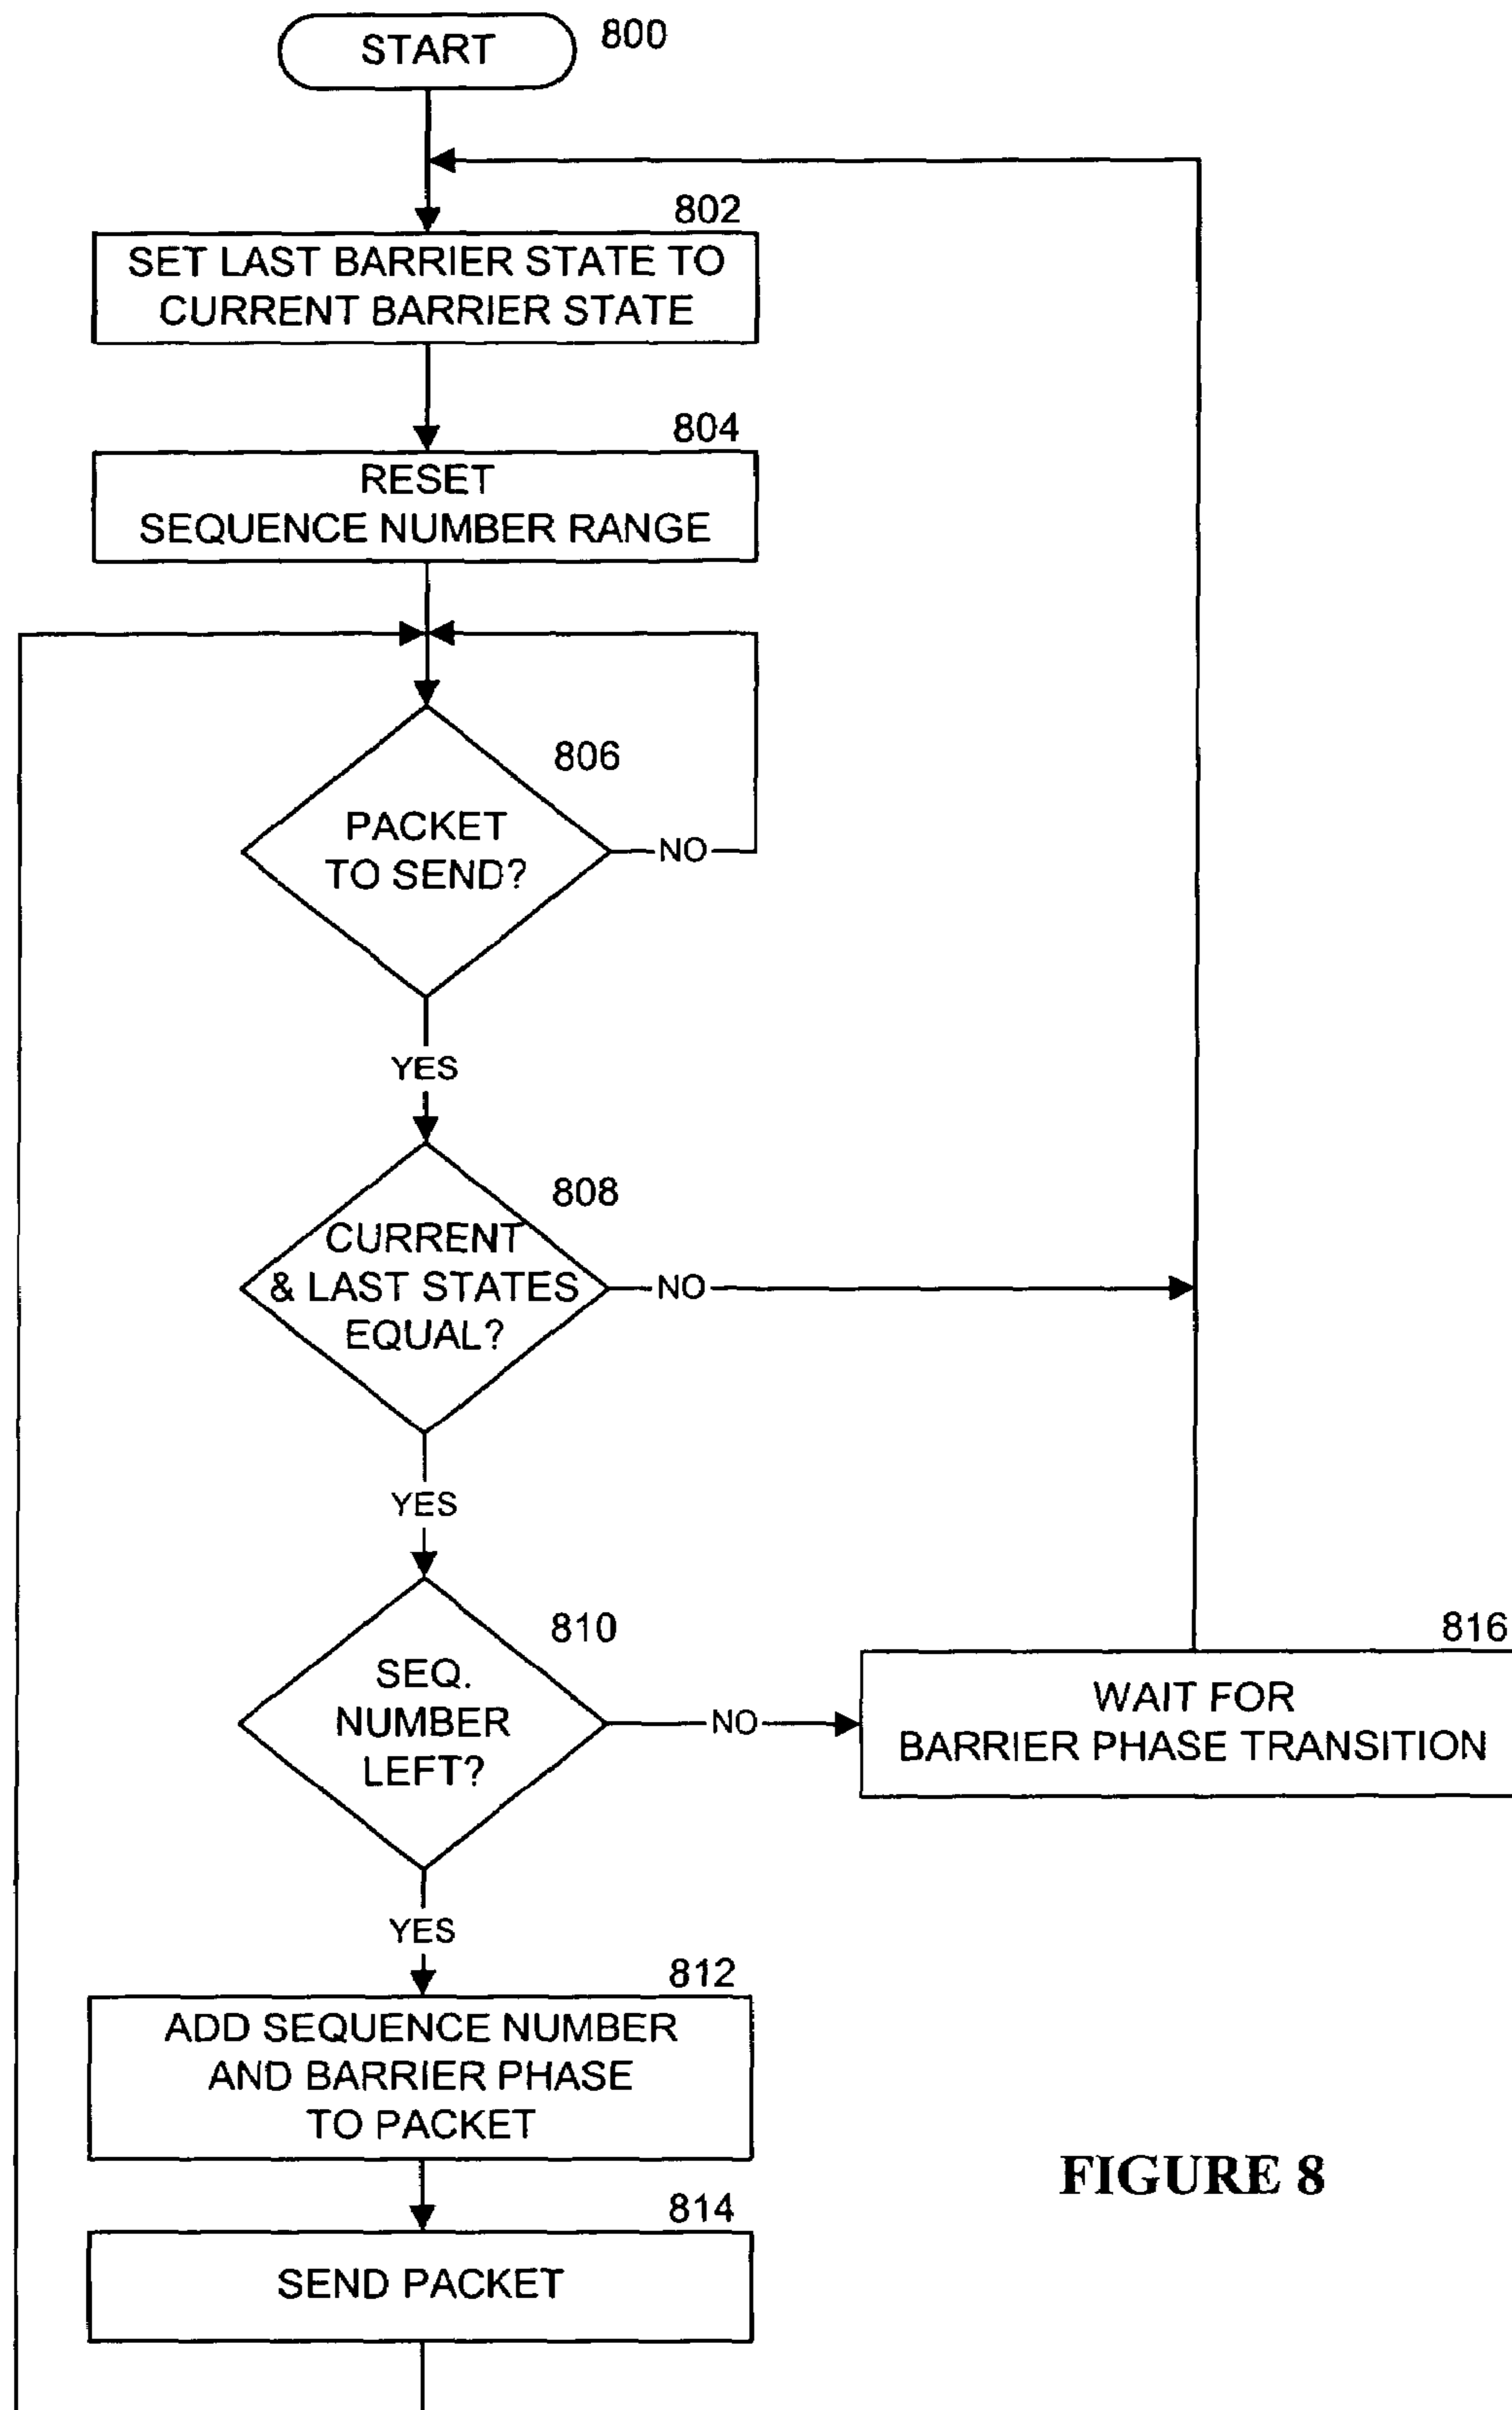 START
800
802
SET LAST BARRIER STATE TO
CURRENT BARRIER STATE
804
RESET
SEQUENCE NUMBER RANGE
806
PACKET
TO SEND?
NO
YES
808
CURRENT
& LAST STATES
EQUAL?
NO
YES
810
SEQ.
NUMBER
LEFT?
NO
816
WAIT FOR
BARRIER PHASE TRANSITION
YES
812
ADD SEQUENCE NUMBER
AND BARRIER PHASE
TO PACKET
814
SEND PACKET
FIGURE 8